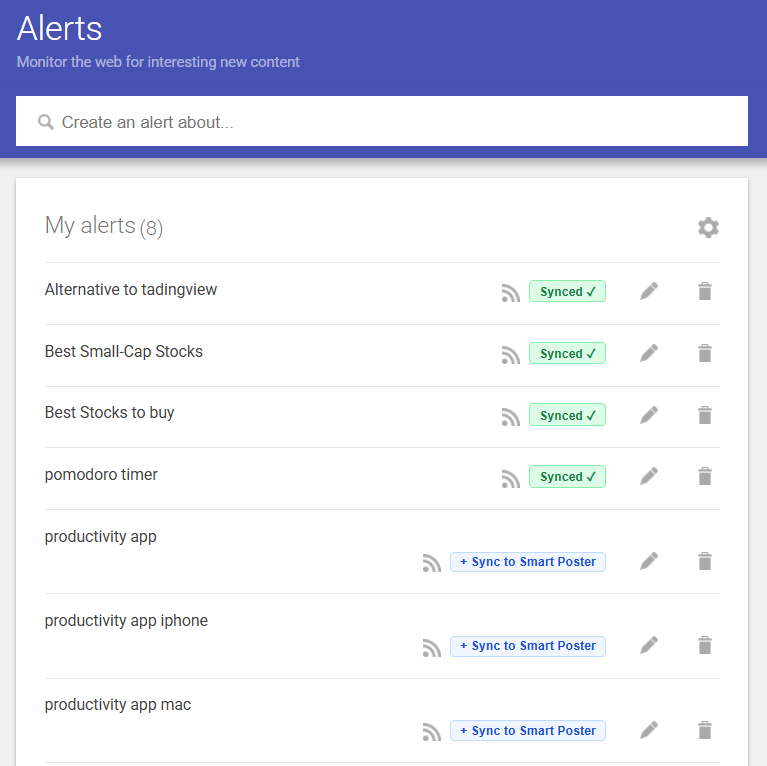 Alerts
Monitor the web for interesting new content
Create an alert about...
My alerts (8)
Alternative to tadingview Synced ✓
Best Small-Cap Stocks Synced ✓
Best Stocks to buy Synced ✓
pomodoro timer Synced ✓
productivity app
+ Sync to Smart Poster
productivity app iphone
+ Sync to Smart Poster
productivity app mac
+ Sync to Smart Poster